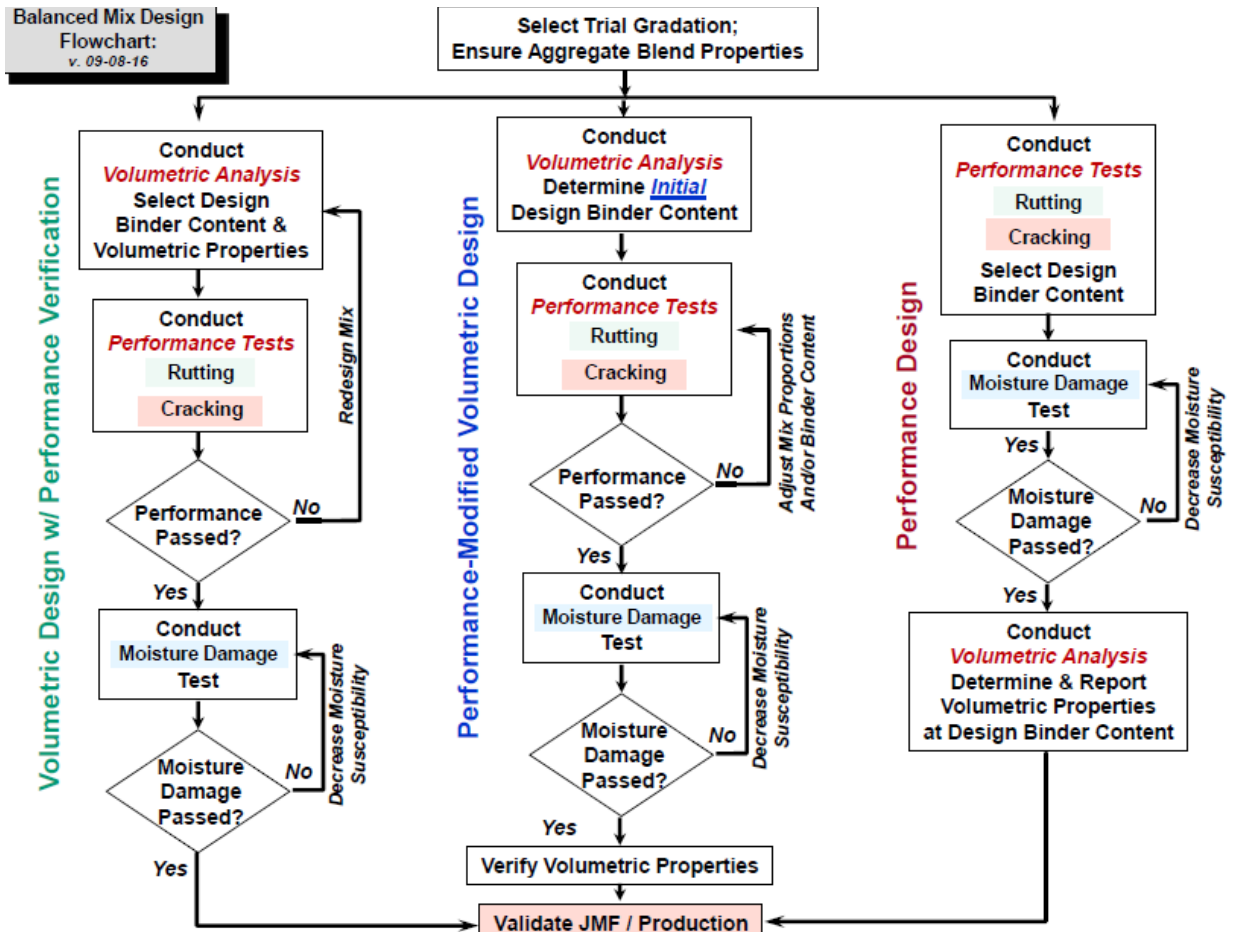 Balanced Mix Design
Flowchart:
v. 09-08-16
Select Trial Gradation;
Ensure Aggregate Blend Properties
Volumetric Design w/ Performance Verification
Conduct
Volumetric Analysis
Select Design
Binder Content &
Volumetric Properties
Conduct
Performance Tests
Rutting
Cracking
Redesign Mix
Performance
Passed?
No
Yes
Conduct
Moisture Damage
Test
Decrease Moisture
Susceptibility
Moisture
Damage
Passed?
No
Yes
Performance-Modified Volumetric Design
Conduct
Volumetric Analysis
Determine Initial
Design Binder Content
Conduct
Performance Tests
Rutting
Cracking
Adjust Mix Proportions
And/or Binder Content
Performance
Passed?
No
Yes
Conduct
Moisture Damage
Test
Decrease Moisture
Susceptibility
Moisture
Damage
Passed?
No
Yes
Verify Volumetric Properties
Performance Design
Conduct
Performance Tests
Rutting
Cracking
Select Design
Binder Content
Conduct
Moisture Damage
Test
Yes
Decrease Moisture
Susceptibility
Moisture
Damage
Passed?
No
Yes
Conduct
Volumetric Analysis
Determine & Report
Volumetric Properties
at Design Binder Content
Validate JMF / Production